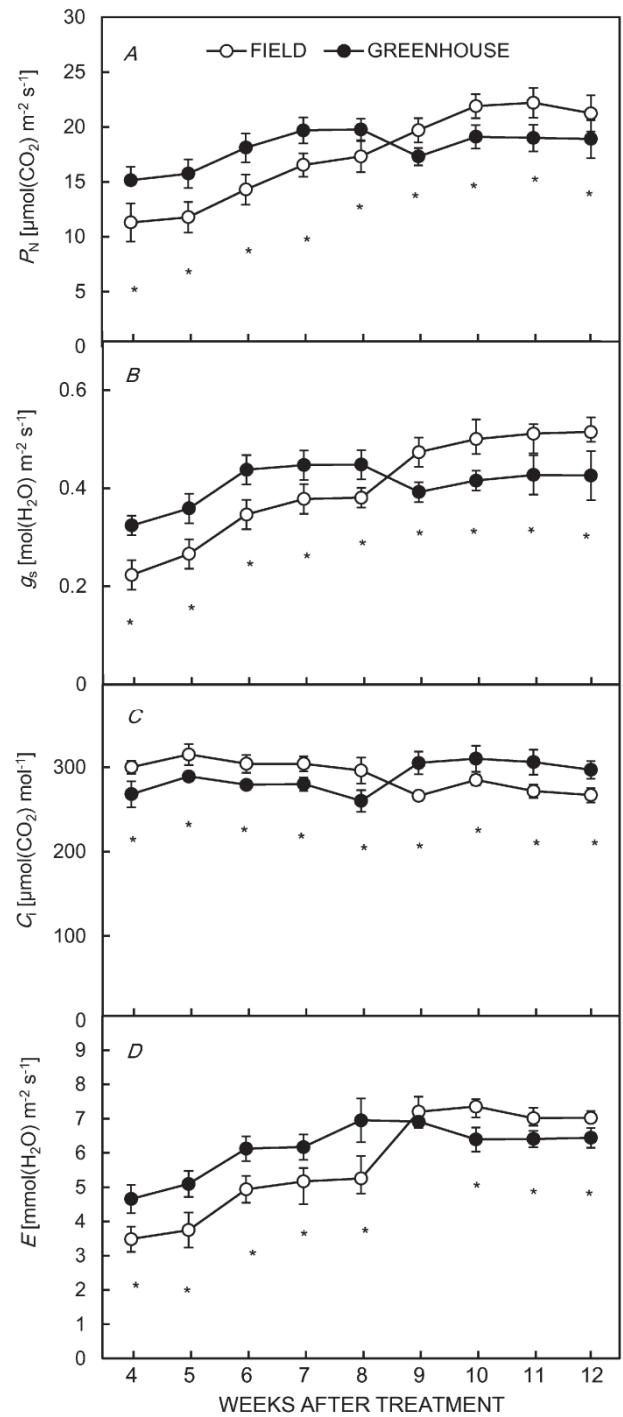 A
FIELD GREENHOUSE
30
25
20
15
10
5
0
P_N [µmol(CO₂) m⁻² s⁻¹]
* * * * * * * * *
B
0.6
0.4
0.2
0
g_s [mol(H₂O) m⁻² s⁻¹]
* * * * * * * * *
C
300
200
100
0
C_i [µmol(CO₂) mol⁻¹]
* * * * * * * * *
D
9
8
7
6
5
4
3
2
1
0
E [mmol(H₂O) m⁻² s⁻¹]
* * * * * * * *
4 5 6 7 8 9 10 11 12
WEEKS AFTER TREATMENT